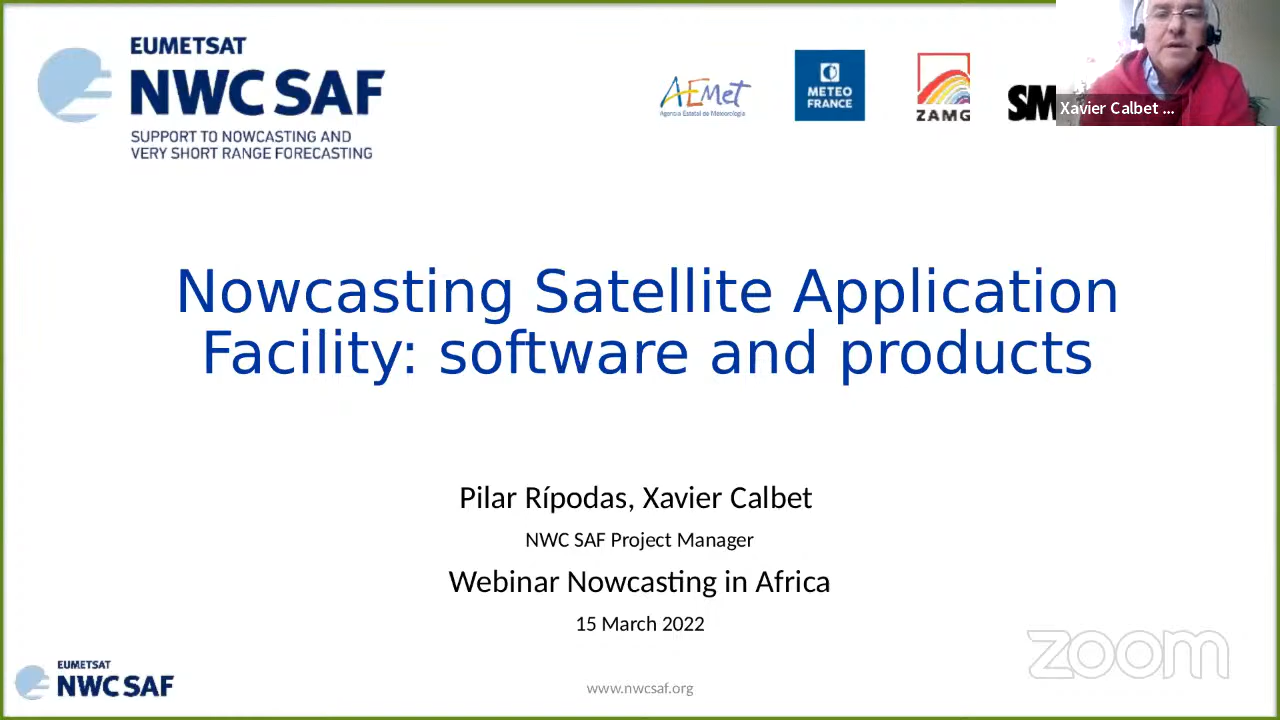 EUMETSAT
NWC SAF
SUPPORT TO NOWCASTING AND
VERY SHORT RANGE FORECASTING
AEMet
Agencia Estatal de Meteorología
METEO
FRANCE
ZAMG
SM
Xavier Calbet ...
Nowcasting Satellite Application
Facility: software and products
Pilar Rípodas, Xavier Calbet
NWC SAF Project Manager
Webinar Nowcasting in Africa
15 March 2022
zoom
EUMETSAT
NWC SAF
www.nwcsaf.org